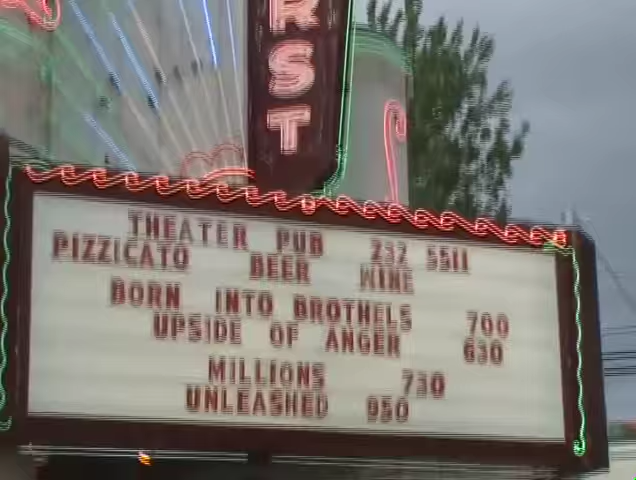 RST
THEATER PUB 232 5511
PIZZICATO BEER WINE
BORN INTO BROTHELS 700
UPSIDE OF ANGER 630
MILLIONS 730
UNLEASHED 950